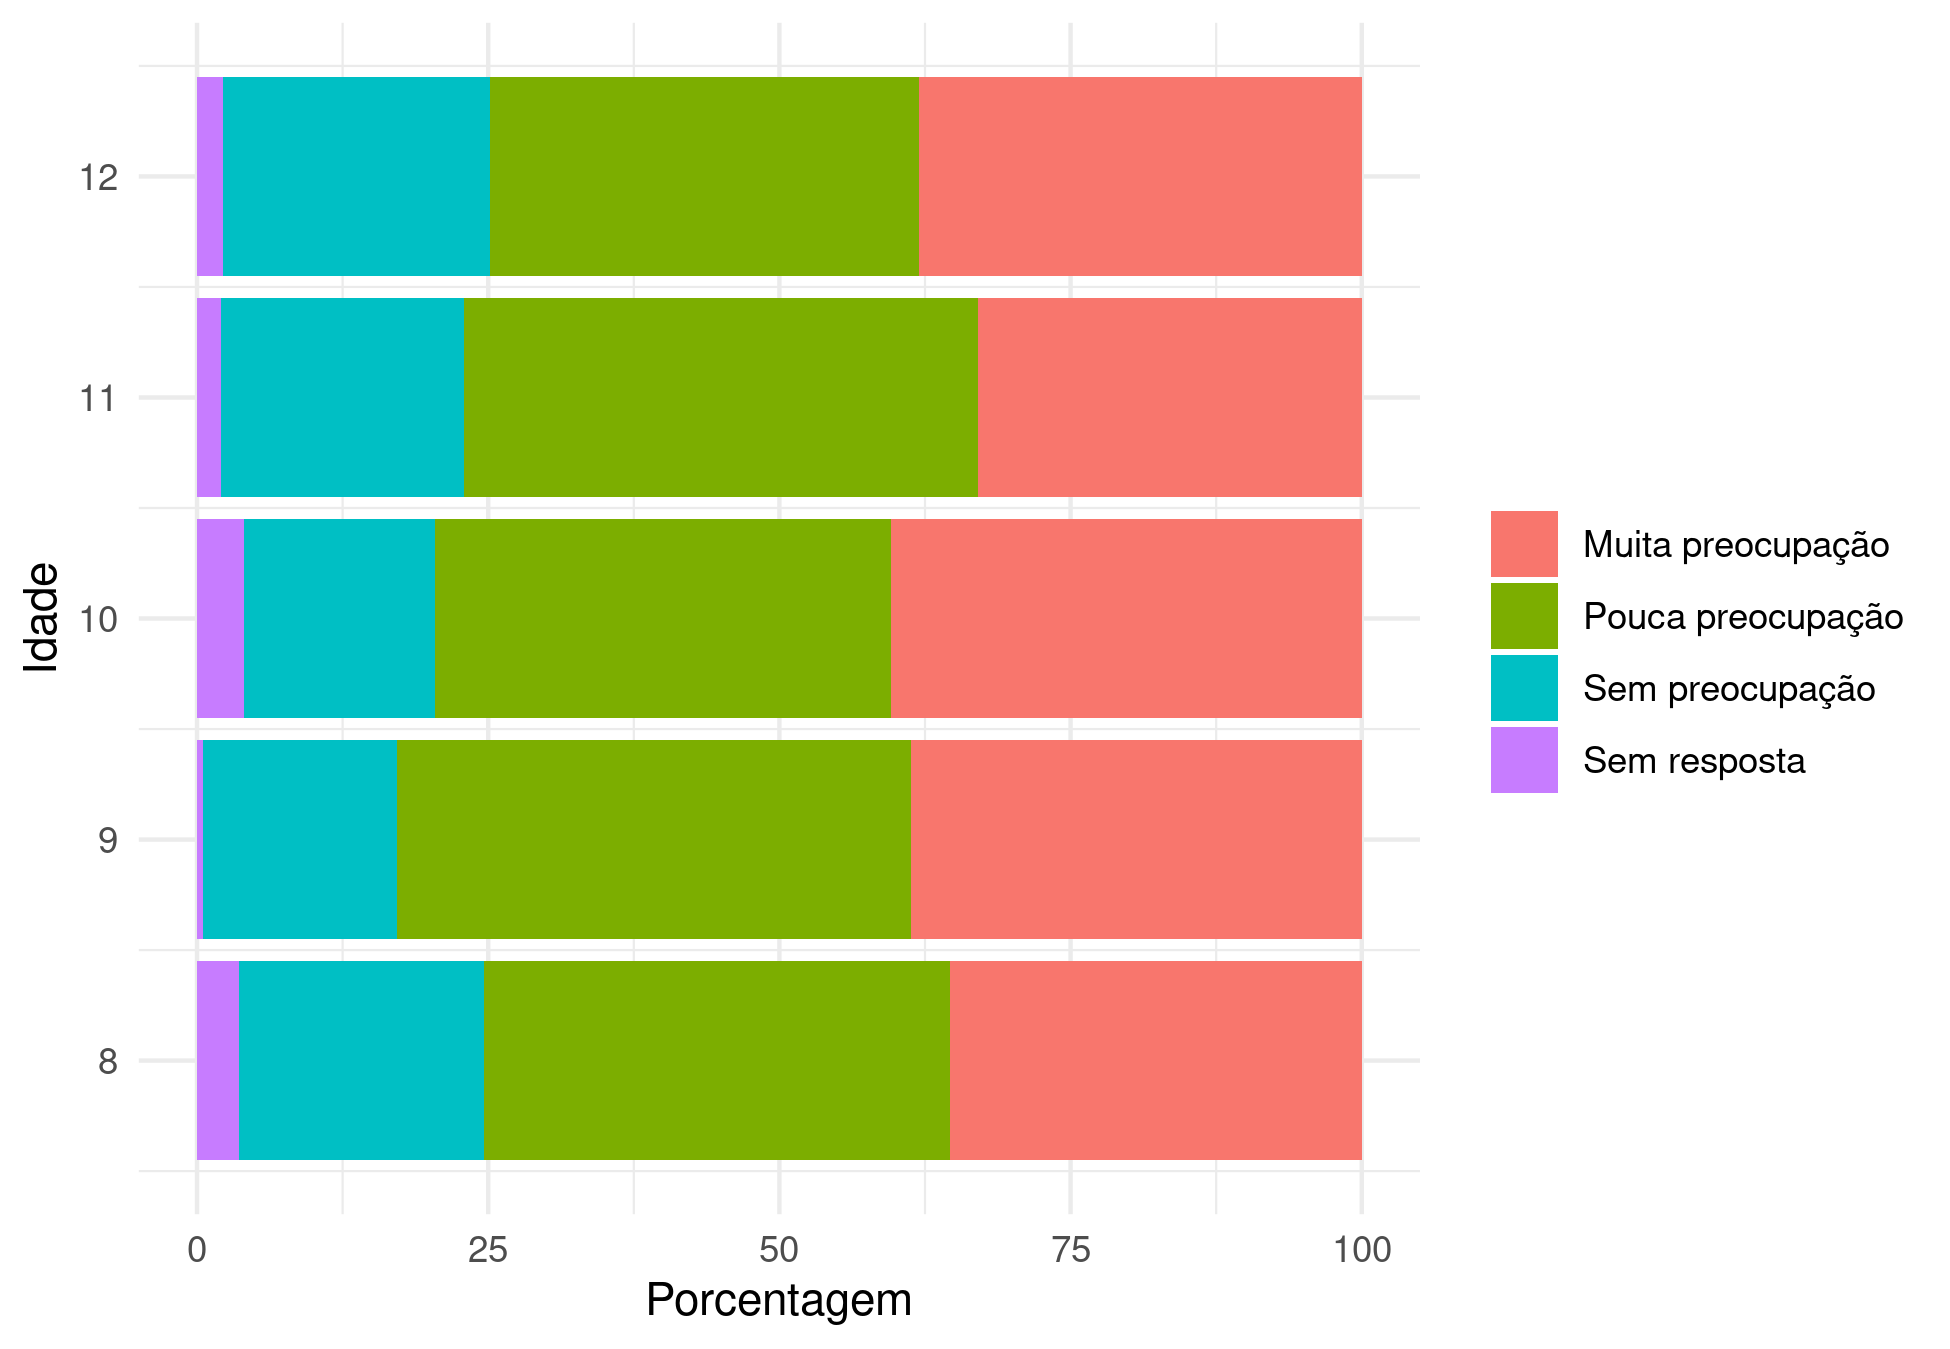 12
11
10
9
8
Idade
0 25 50 75 100
Porcentagem
Muita preocupação
Pouca preocupação
Sem preocupação
Sem resposta